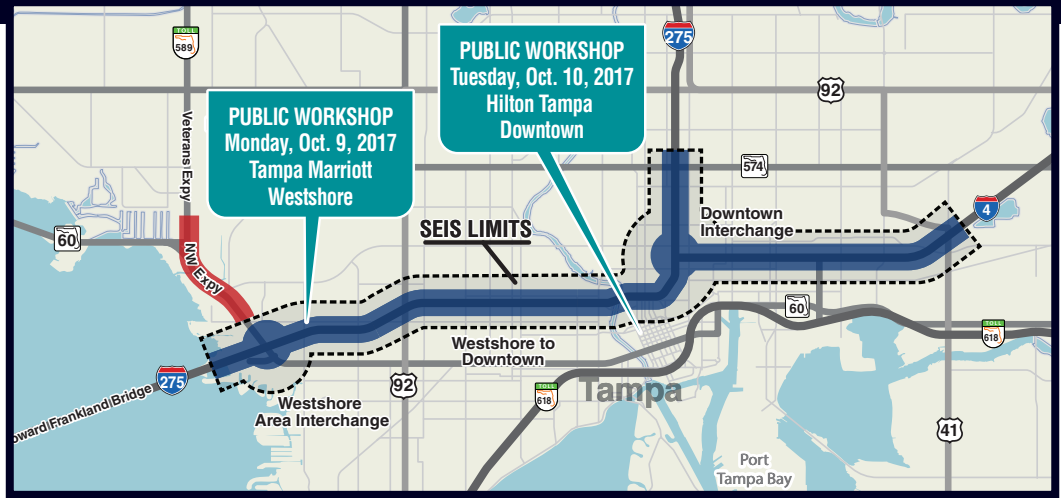 TOLL
589
Veterans Expy
60
NW Expy
PUBLIC WORKSHOP
Monday, Oct. 9, 2017
Tampa Marriott
Westshore
PUBLIC WORKSHOP
Tuesday, Oct. 10, 2017
Hilton Tampa
Downtown
275
92
574
SEIS LIMITS
Downtown
Interchange
4
60
TOLL
618
Westshore to
Downtown
275
Frankland Bridge
92
Westshore
Area Interchange
TOLL
618
Tampa
41
Port
Tampa Bay